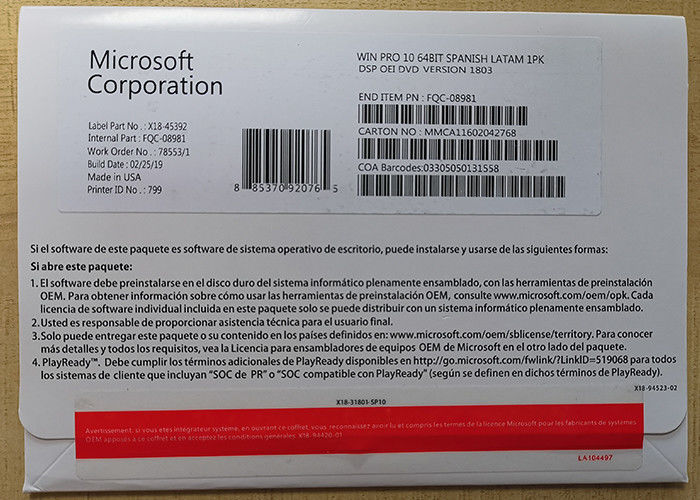 Microsoft
Corporation
Label Part No.: X18-45392
Internal Part: FQC-08981
Work Order No.: 78553/1
Build Date: 02/25/19
Made in USA
Printer ID No.: 799
8 85370 92076 5
WIN PRO 10 64BIT SPANISH LATAM 1PK
DSP OEI DVD VERSION 1803
END ITEM PN: FQC-08981
CARTON NO: MMCA11602042768
COA Barcodes:03305050131558
Si el software de este paquete es software de sistema operativo de escritorio, puede instalarse y usarse de las siguientes formas:
Si abre este paquete:
1. El software debe preinstalarse en el disco duro del sistema informático plenamente ensamblado, con las herramientas de preinstalación
OEM. Para obtener información sobre cómo usar las herramientas de preinstalación OEM, consulte www.microsoft.com/oem/opk. Cada
licencia de software individual incluida en este paquete solo se puede distribuir con un sistema informático plenamente ensamblado.
2. Usted es responsable de proporcionar asistencia técnica para el usuario final.
3. Solo puede entregar este paquete o su contenido en los países definidos en: www.microsoft.com/oem/sblicense/territory. Para conocer
más detalles y todos los requisitos, vea la Licencia para ensambladores de equipos OEM de Microsoft en el otro lado del paquete.
4. PlayReady™. Debe cumplir los términos adicionales de PlayReady disponibles en http://go.microsoft.com/fwlink/?LinkID=519068 para todos
los sistemas de cliente que incluyan "SOC de PR" o "SOC compatible con PlayReady" (según se definen en dichos términos de PlayReady).
X18-94523-02
X18-31801-SP10
Avertissement: si vous etes intégrateur systeme, en ouvrant ce coffret, vous reconnaissez avoir lu et compris les termes de la licence Microsoft pour les fabricants de systèmes
OEM apposés à ce coffret et en acceptez les conditions générales. X18-94420-01
LA104497